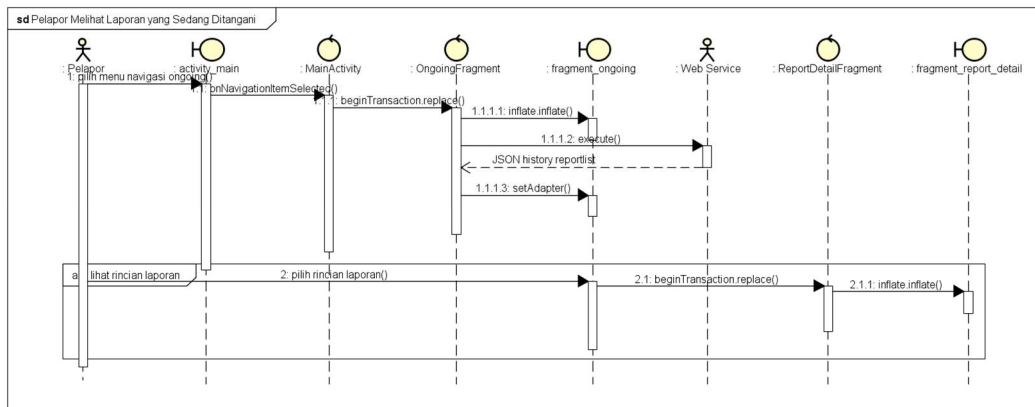 sd Pelapor Melihat Laporan yang Sedang Ditangani
: Pelapor
: activity_main
: MainActivity
: OngoingFragment
: fragment_ongoing
: Web Service
: ReportDetailFragment
: fragment_report_detail
1: pilih menu navigasi ongoing()
onNavigationItemSelected()
beginTransaction.replace()
1.1.1.1: inflate.inflate()
1.1.1.2: execute()
JSON history reportlist
1.1.1.3: setAdapter()
lihat rincian laporan
2: pilih rincian laporan()
2.1: beginTransaction.replace()
2.1.1: inflate.inflate()